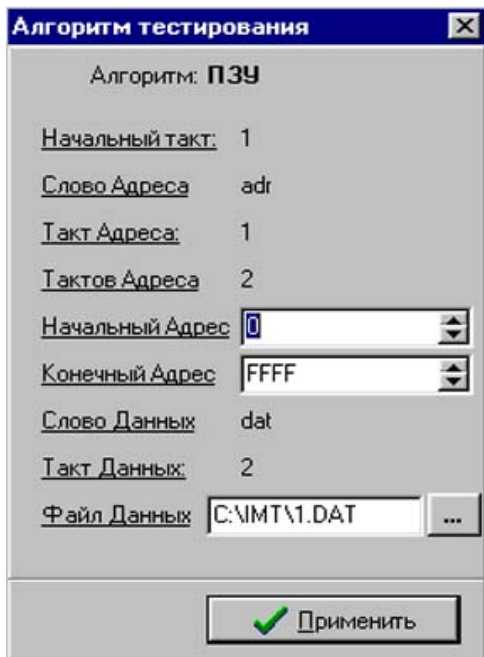 Алгоритм тестирования
Алгоритм: ПЗУ
Начальный такт: 1
Слово Адреса adr
Такт Адреса: 1
Тактов Адреса 2
Начальный Адрес 0
Конечный Адрес FFFF
Слово Данных dat
Такт Данных: 2
Файл Данных C:\IMT\1.DAT ...
Применить